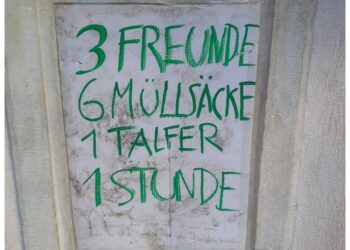 3 FREUNDE
6 MÜLLSÄCKE
1 TALFER
1 STUNDE